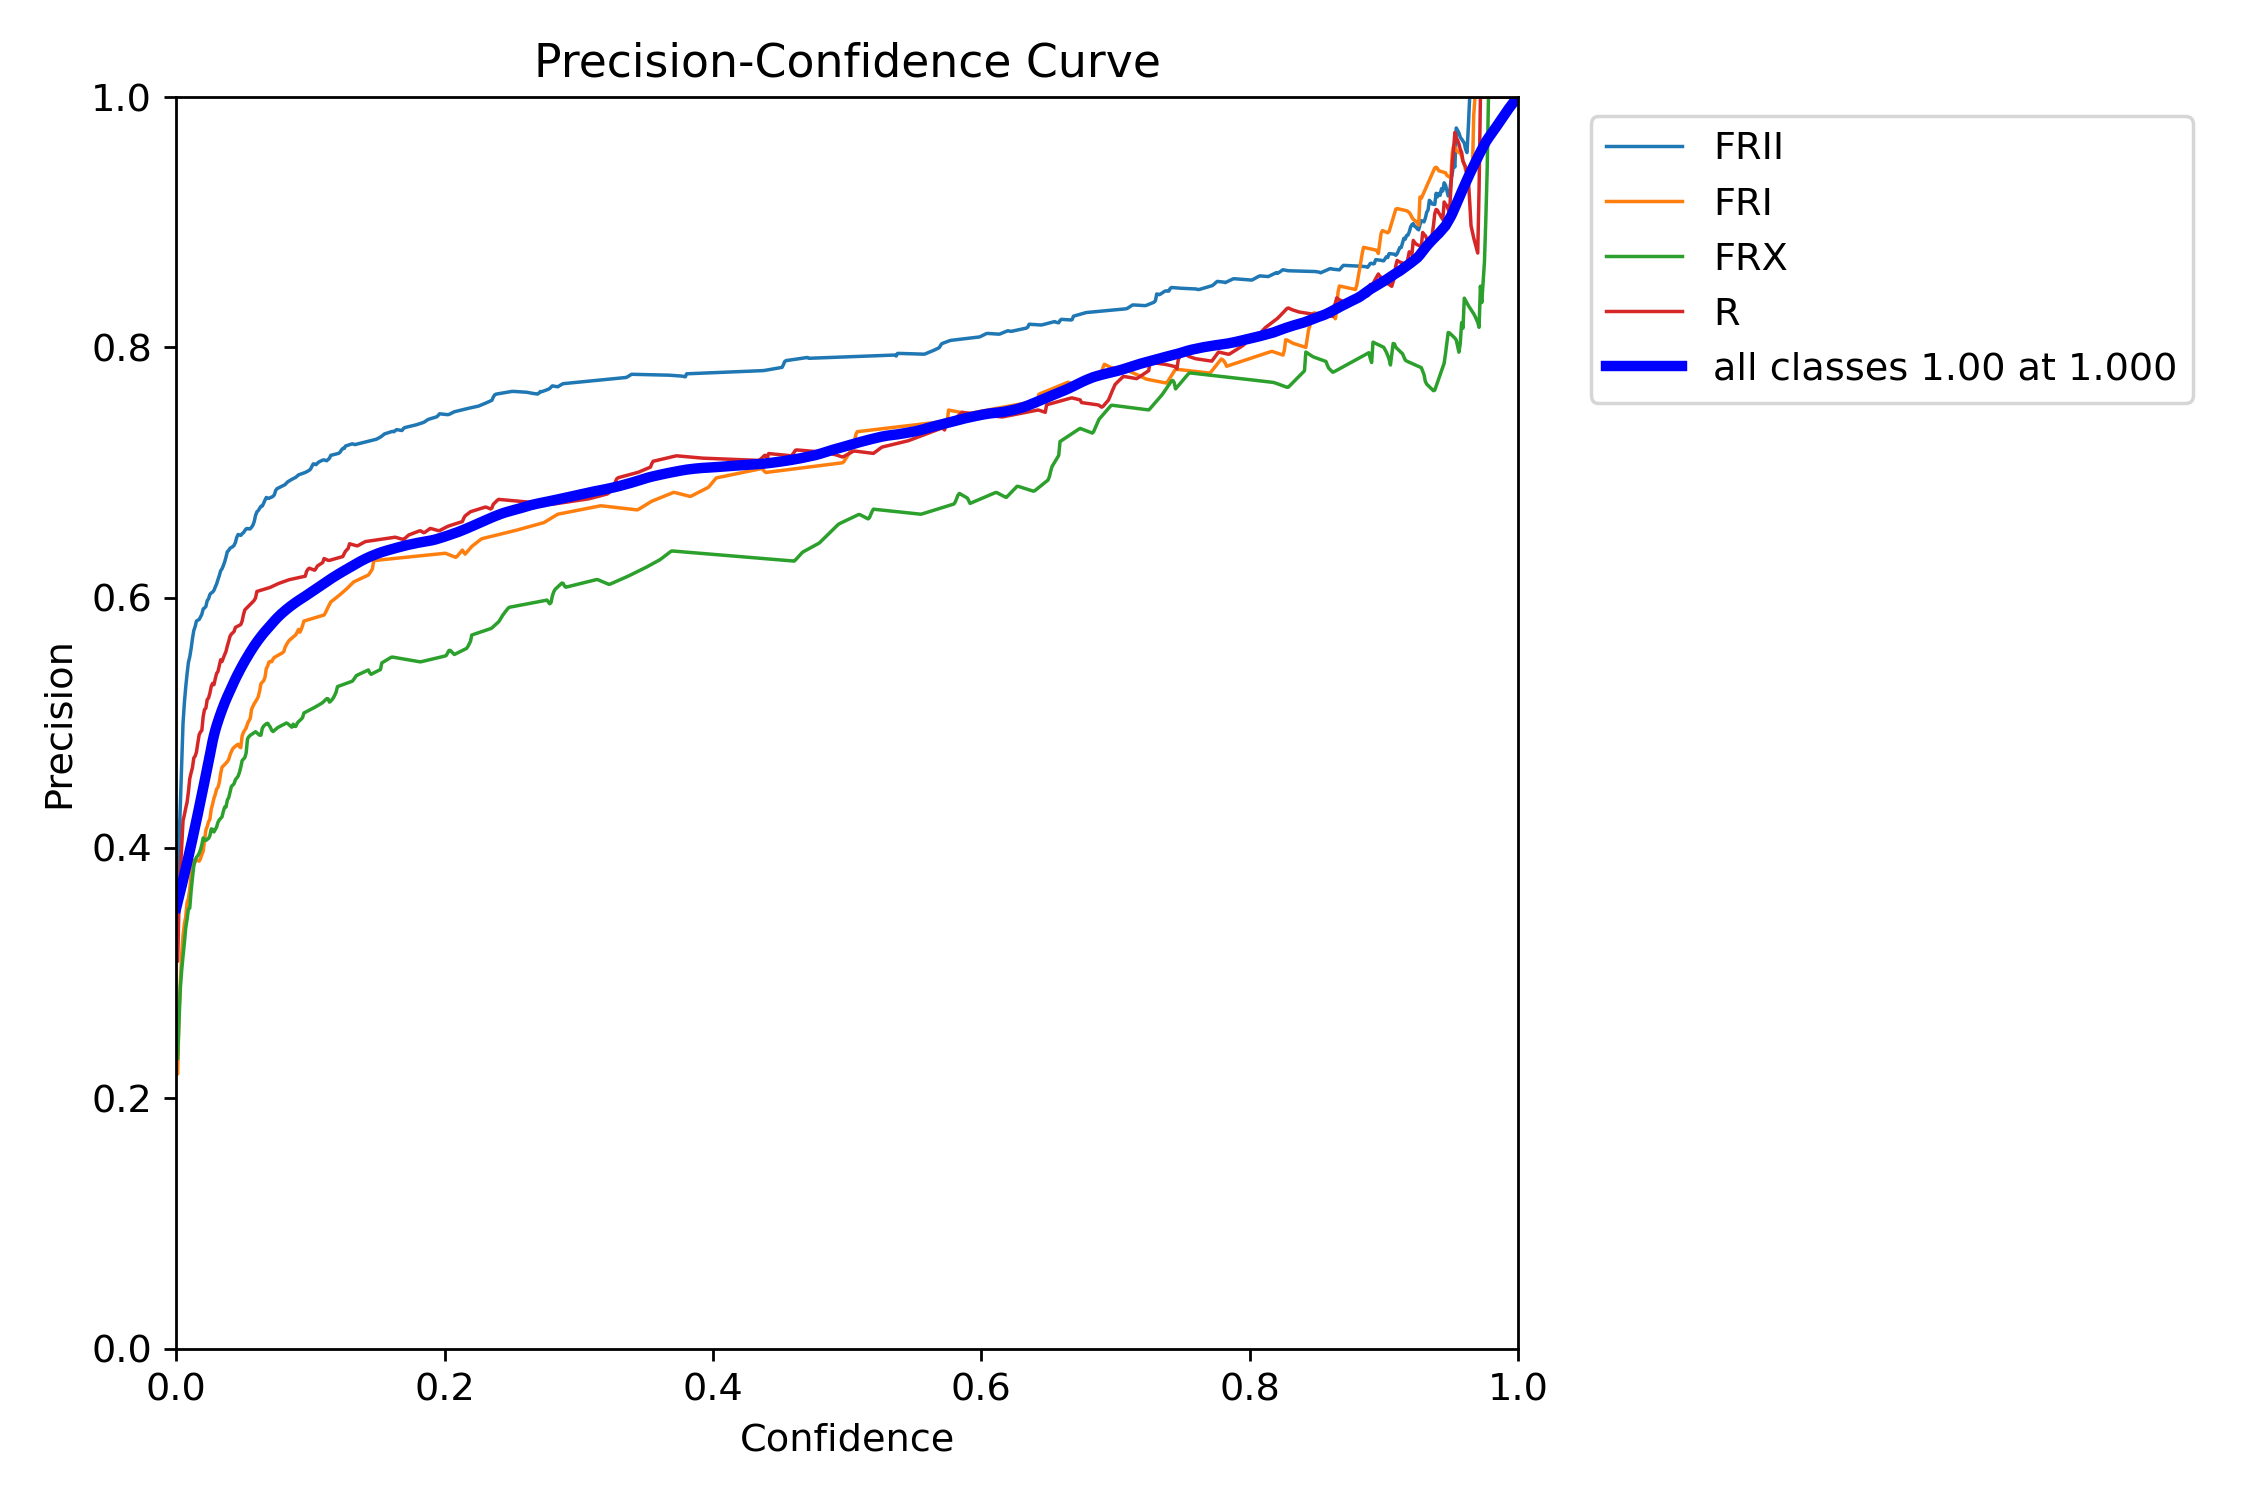 Precision-Confidence Curve
1.0
0.8
0.6
0.4
0.2
0.0
Precision
0.0 0.2 0.4 0.6 0.8 1.0
Confidence
FRII
FRI
FRX
R
all classes 1.00 at 1.000